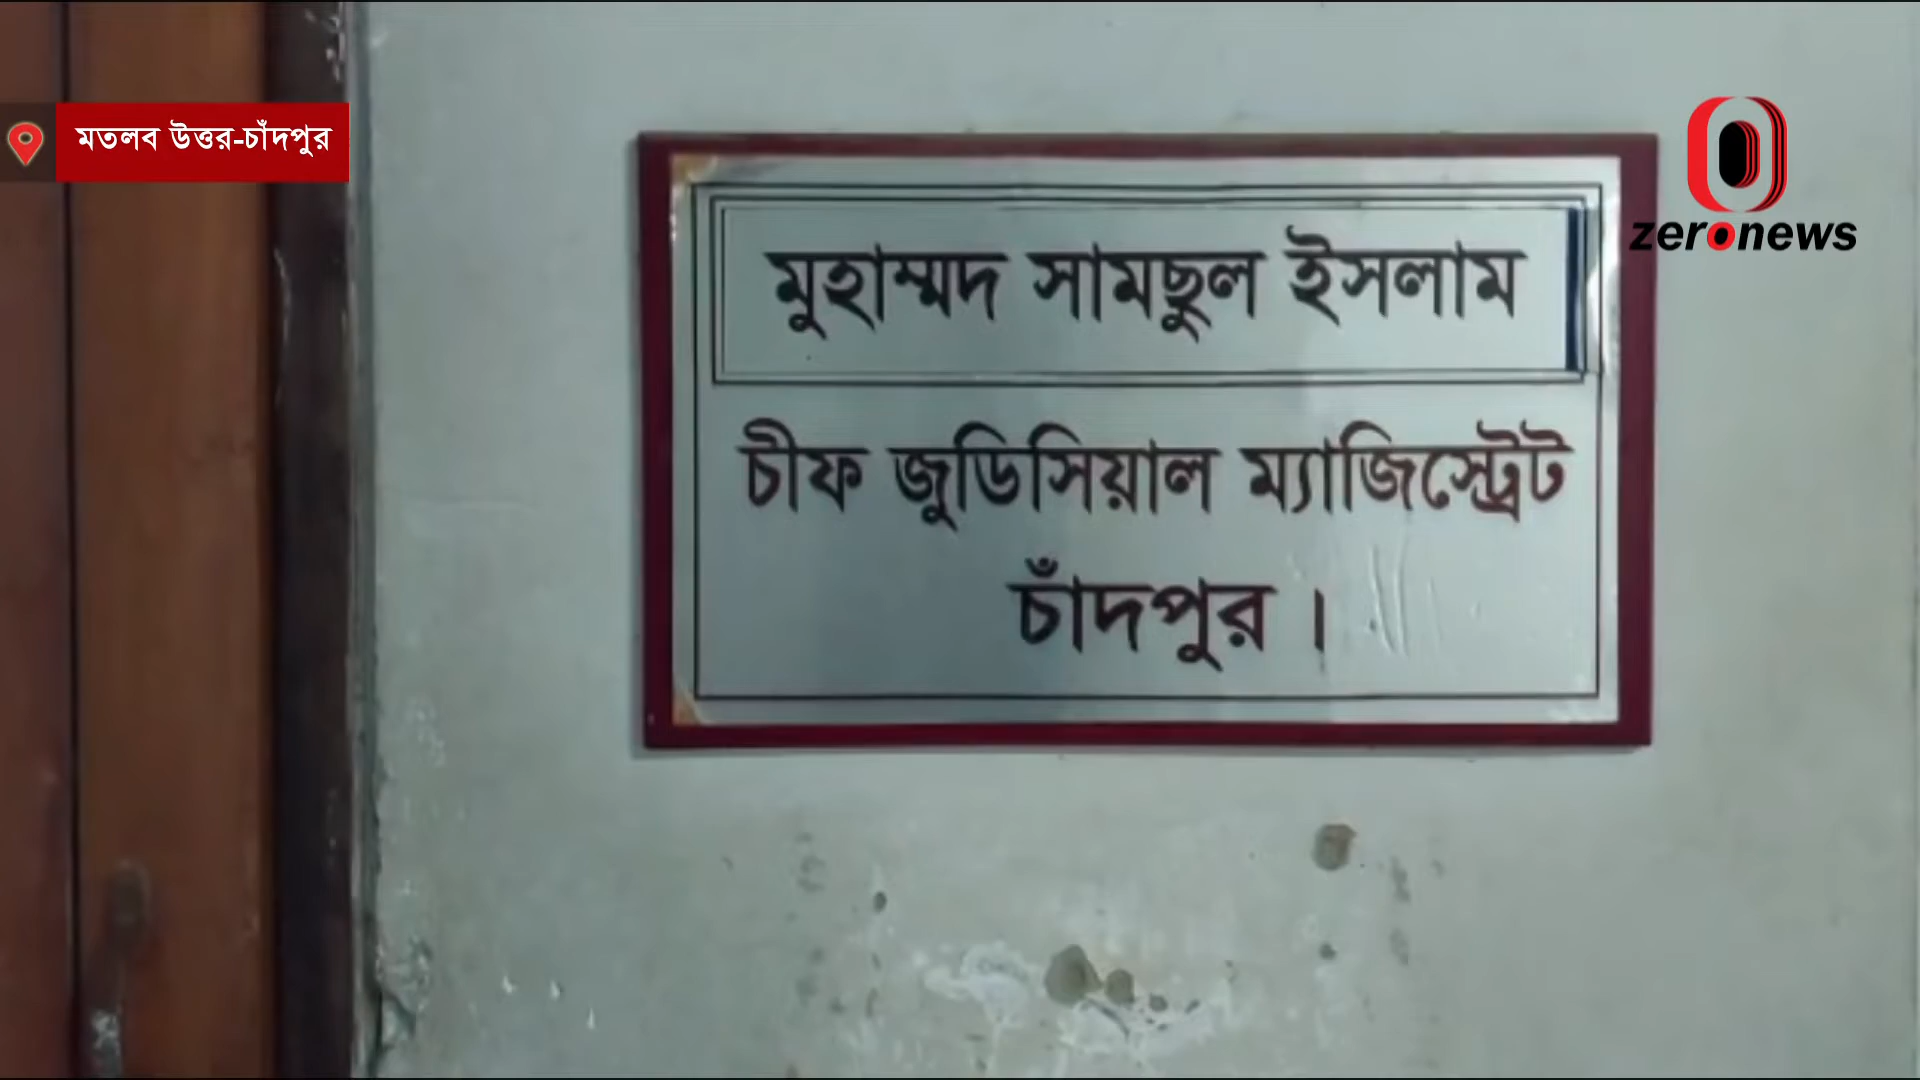 মতলব উত্তর-চাঁদপুর
zeronews
মুহাম্মদ সামছুল ইসলাম
চীফ জুডিসিয়াল ম্যাজিস্ট্রেট
চাঁদপুর ।